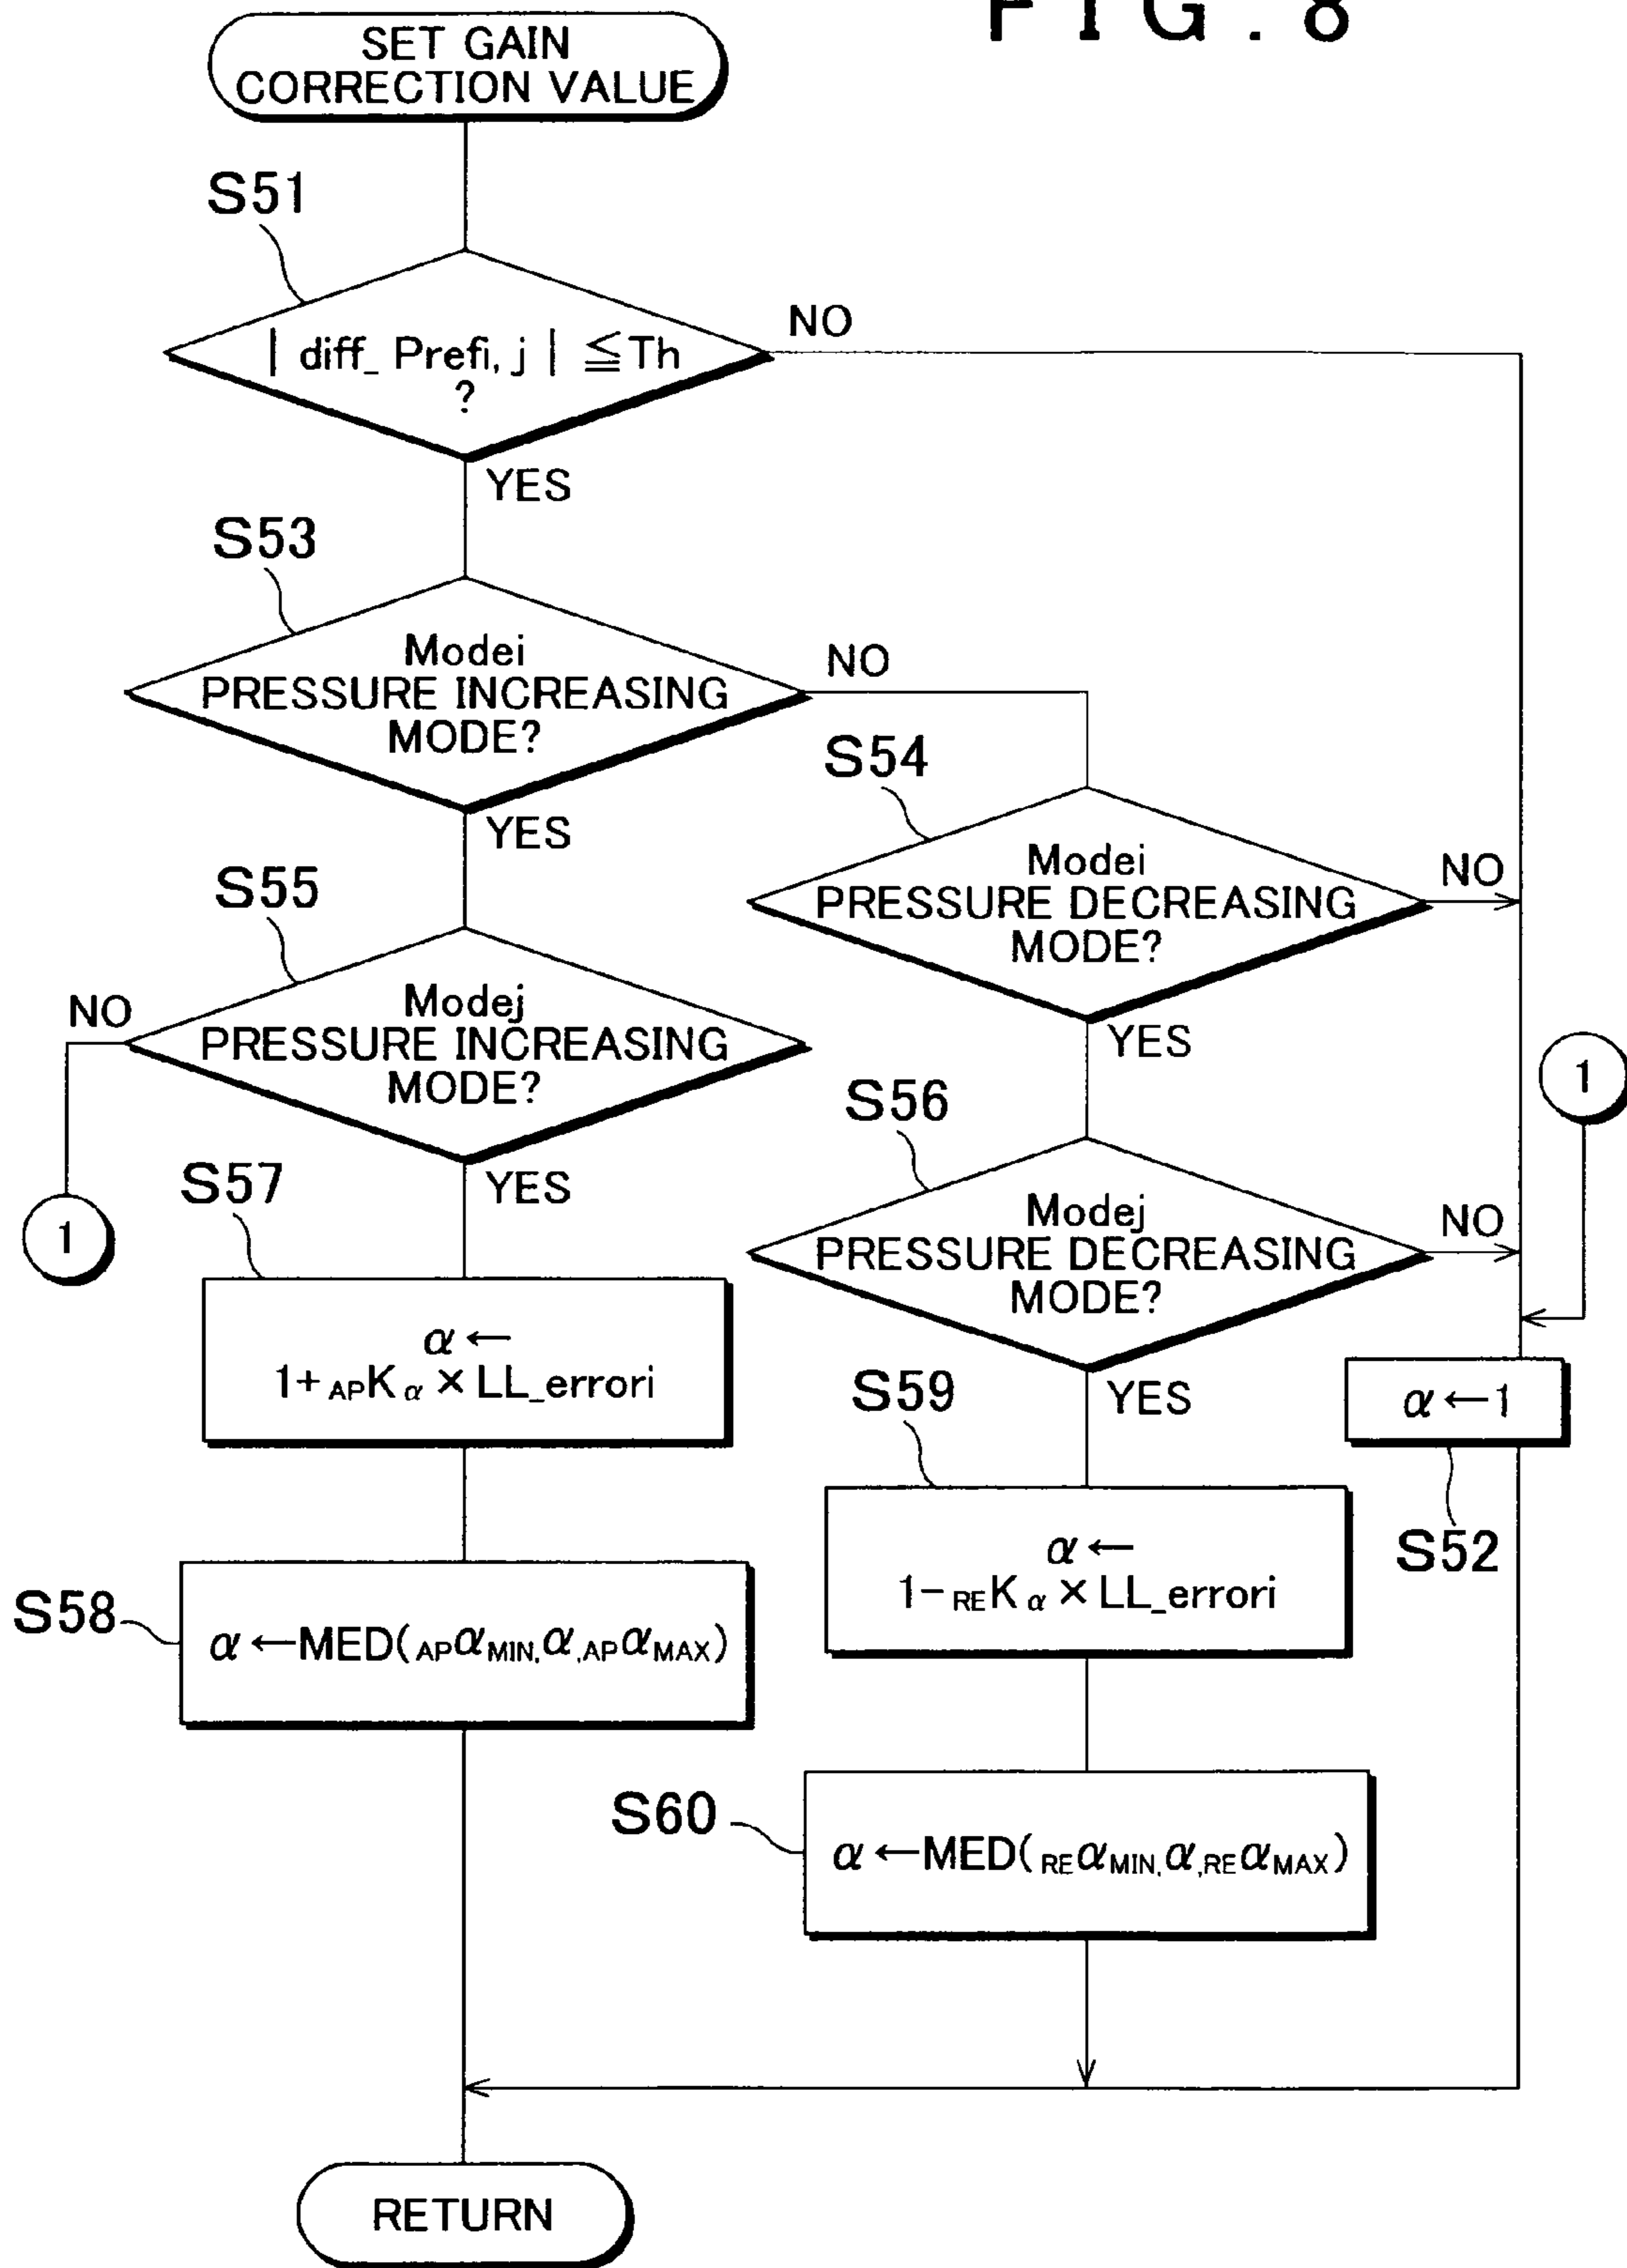 FIG. 8
SET GAIN
CORRECTION VALUE
S51
| diff_ Prefi, j | ≦Th
?
NO
YES
S53
Modei
PRESSURE INCREASING
MODE?
NO
YES
S54
Modei
PRESSURE DECREASING
MODE?
NO
YES
S55
Modej
PRESSURE INCREASING
MODE?
NO
YES
1
S56
Modej
PRESSURE DECREASING
MODE?
NO
YES
1
S57
α←
1+APKα×LL_errori
S59
α←
1-REKα×LL_errori
α←1
S52
S58
α←MED(APαMIN,α,APαMAX)
S60
α←MED(REαMIN,α,REαMAX)
RETURN